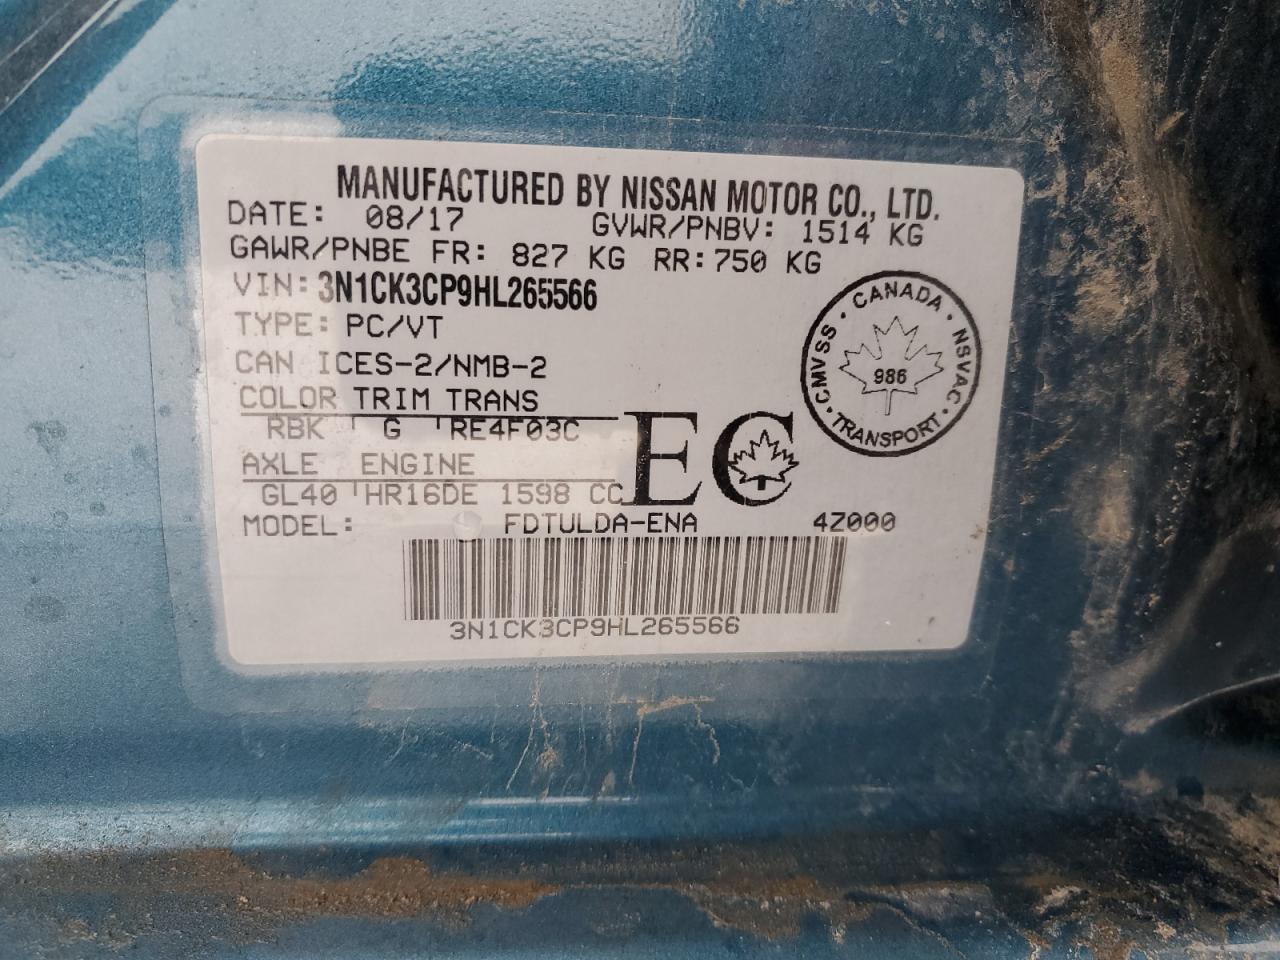 MANUFACTURED BY NISSAN MOTOR CO., LTD.
DATE: 08/17 GVWR/PNBV: 1514 KG
GAWR/PNBE FR: 827 KG RR: 750 KG
VIN: 3N1CK3CP9HL265566
TYPE: PC/VT
CAN ICES-2/NMB-2
COLOR TRIM TRANS
RBK G RE4F03C
AXLE ENGINE
GL40 HR16DE 1598 CC
EC
CANADA · NSVAC · TRANSPORT · CMVSS ·
986
MODEL: FDTULDA-ENA 4Z000
3N1CK3CP9HL265566